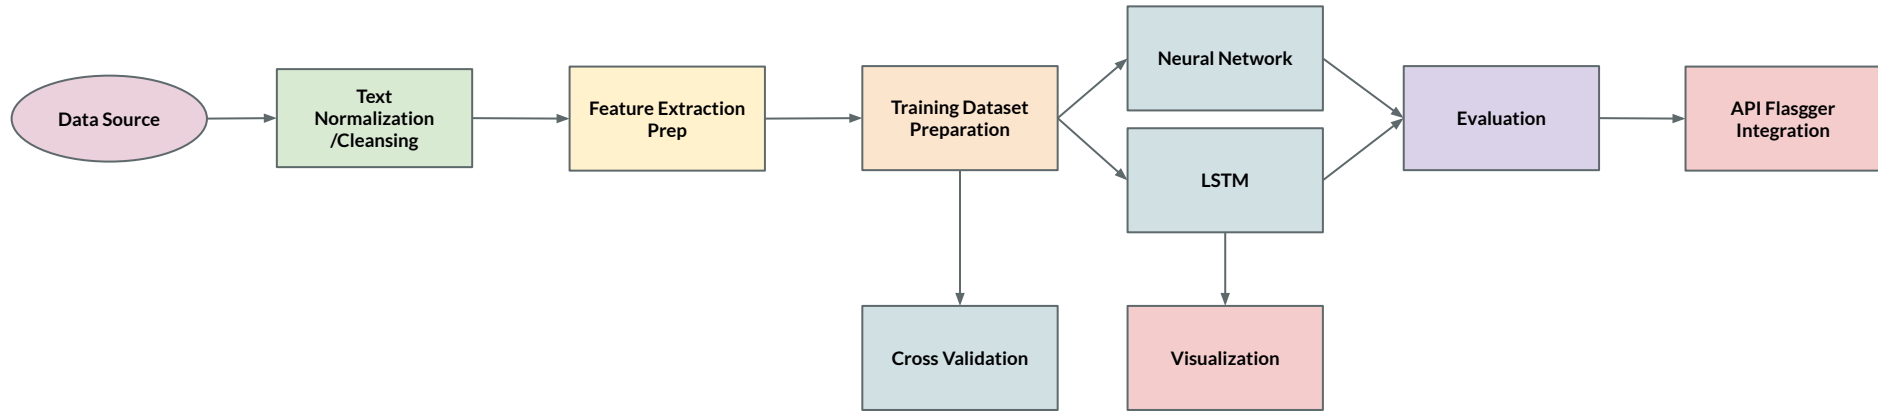 Data Source
Text
Normalization
/Cleansing
Feature Extraction
Prep
Training Dataset
Preparation
Neural Network
LSTM
Evaluation
API Flasgger
Integration
Cross Validation
Visualization